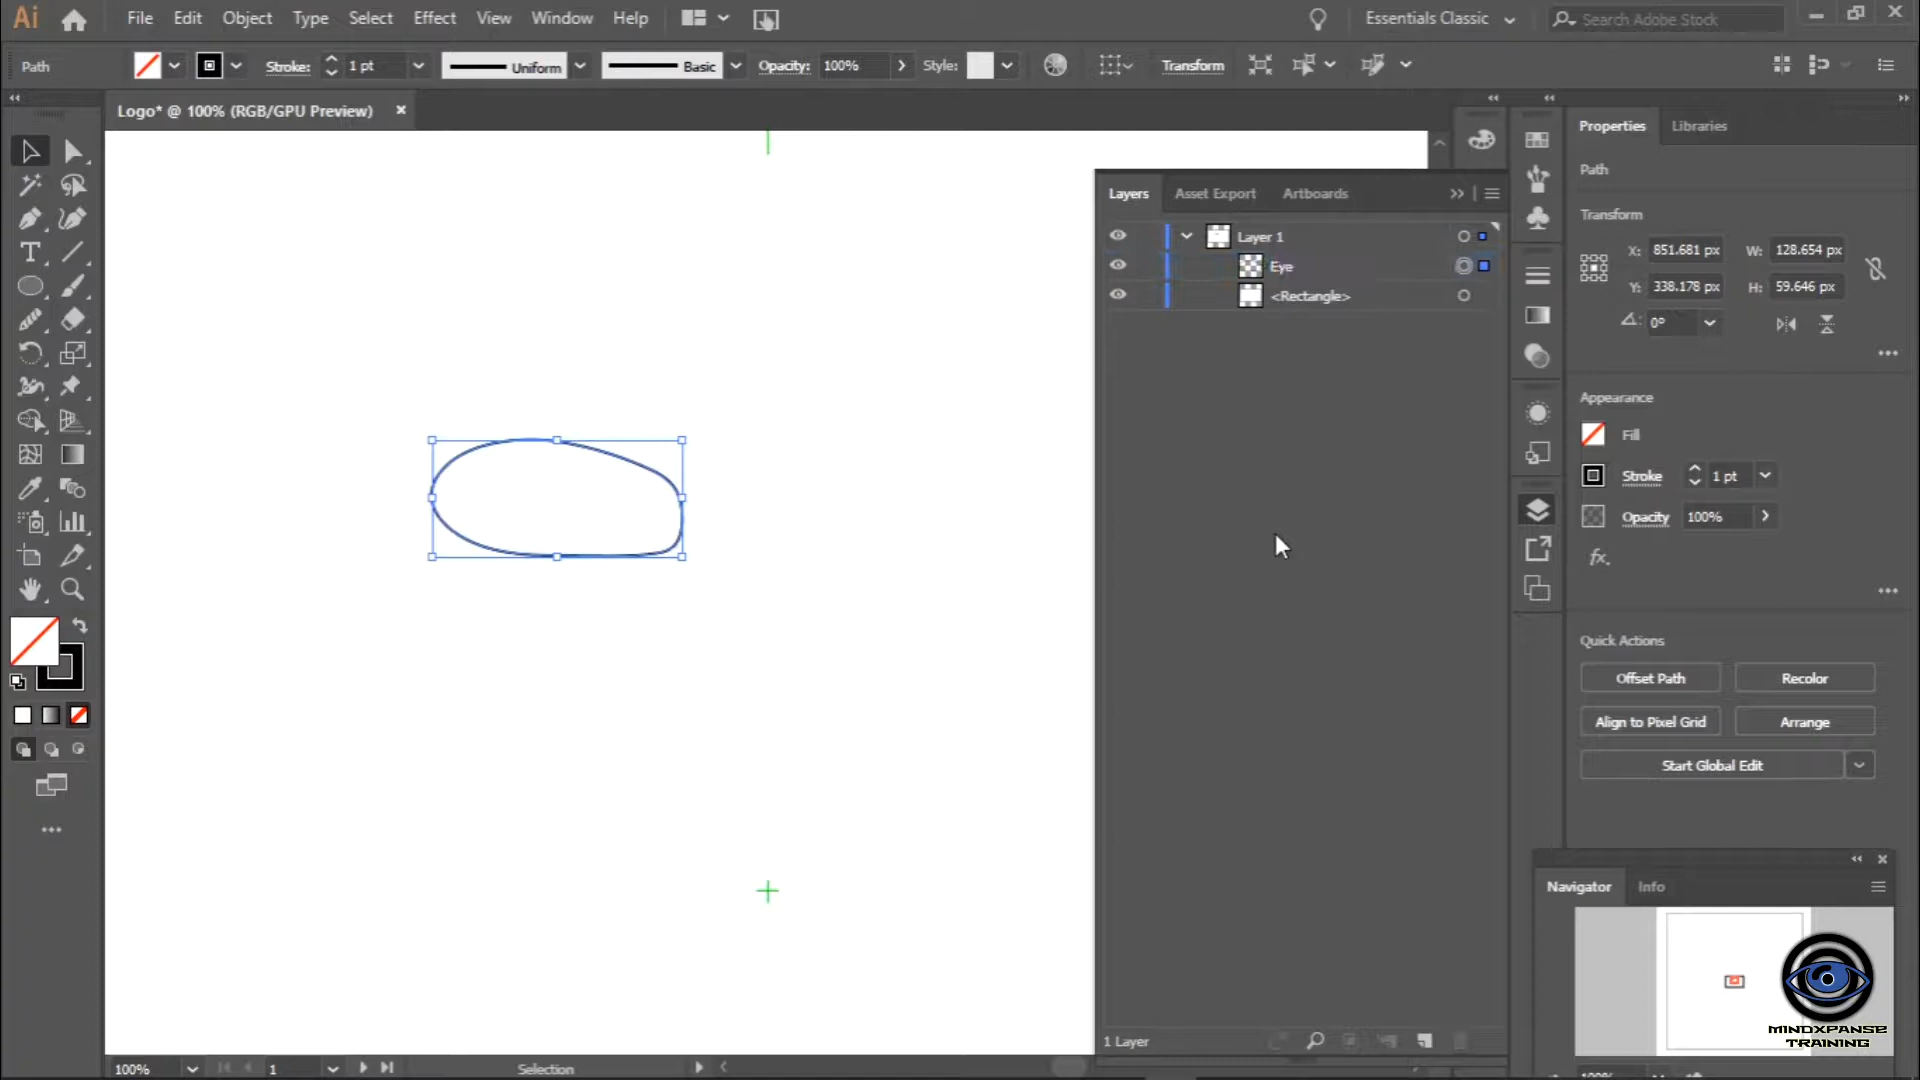 Ai File Edit Object Type Select Effect View Window Help Essentials Classic Search Adobe Stock
Path Stroke: 1 pt Uniform Basic Opacity: 100% Style: Transform
Logo* @ 100% (RGB/GPU Preview)
Layers Asset Export Artboards
Layer 1
Eye
<Rectangle>
1 Layer
Properties Libraries
Path
Transform
X: 851.681 px W: 128.654 px
Y: 338.178 px H: 59.646 px
0°
Appearance
Fill
Stroke 1 pt
Opacity 100%
fx.
Quick Actions
Offset Path Recolor
Align to Pixel Grid Arrange
Start Global Edit
Navigator Info
MINDXPANSE
TRAINING
100% 1 Selection
100%